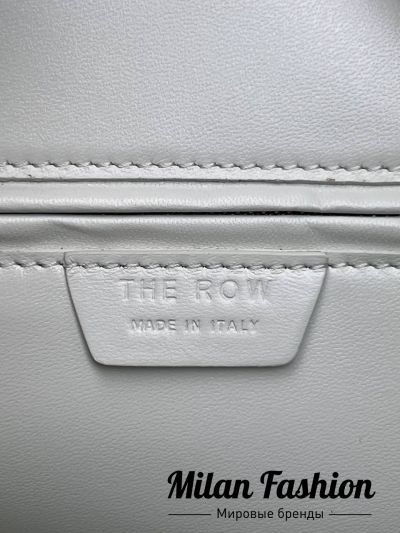 THE ROW
MADE IN ITALY
Milan Fashion
Мировые бренды